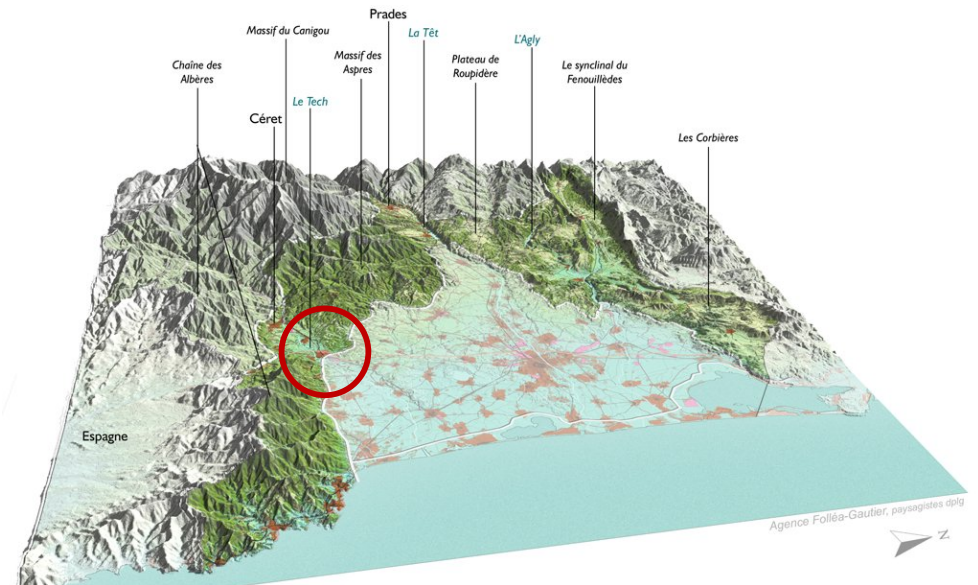 Prades
Massif du Canigou
La Têt
L'Agly
Massif des
Aspres
Plateau de
Roupidère
Le synclinal du
Fenouillèdes
Chaîne des
Albères
Le Tech
Céret
Les Corbières
Espagne
Agence Folléa-Gautier, paysagistes dplg
N